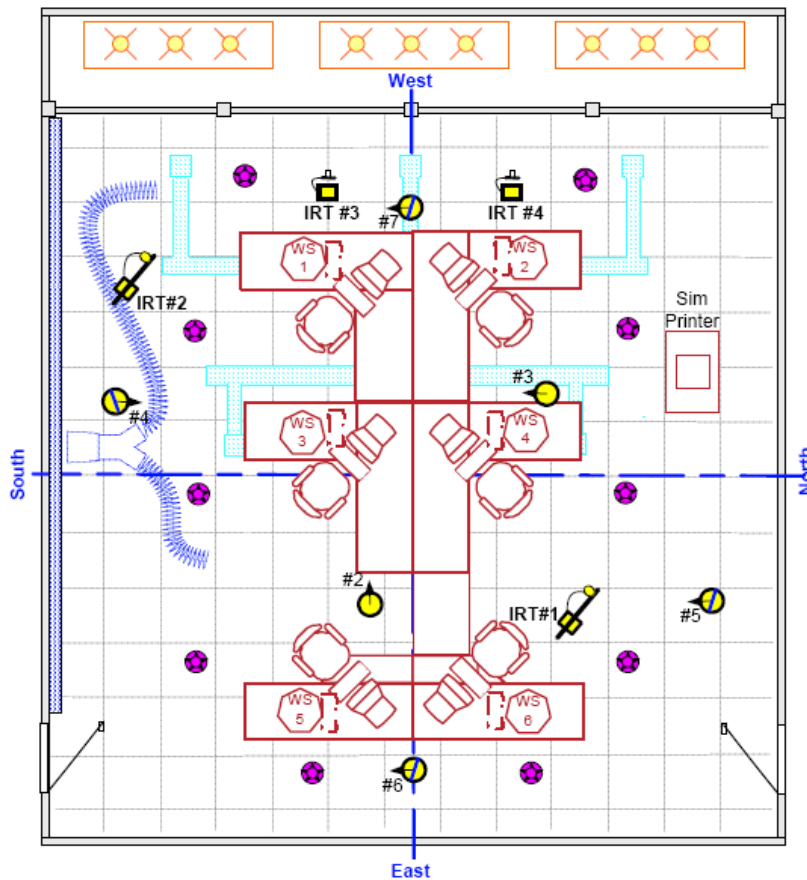 West
IRT #3
#7
IRT #4
WS
1
WS
2
IRT#2
Sim
Printer
#3
#4
WS
3
WS
4
South
North
#2
IRT#1
#5
WS
5
WS
6
#6
East